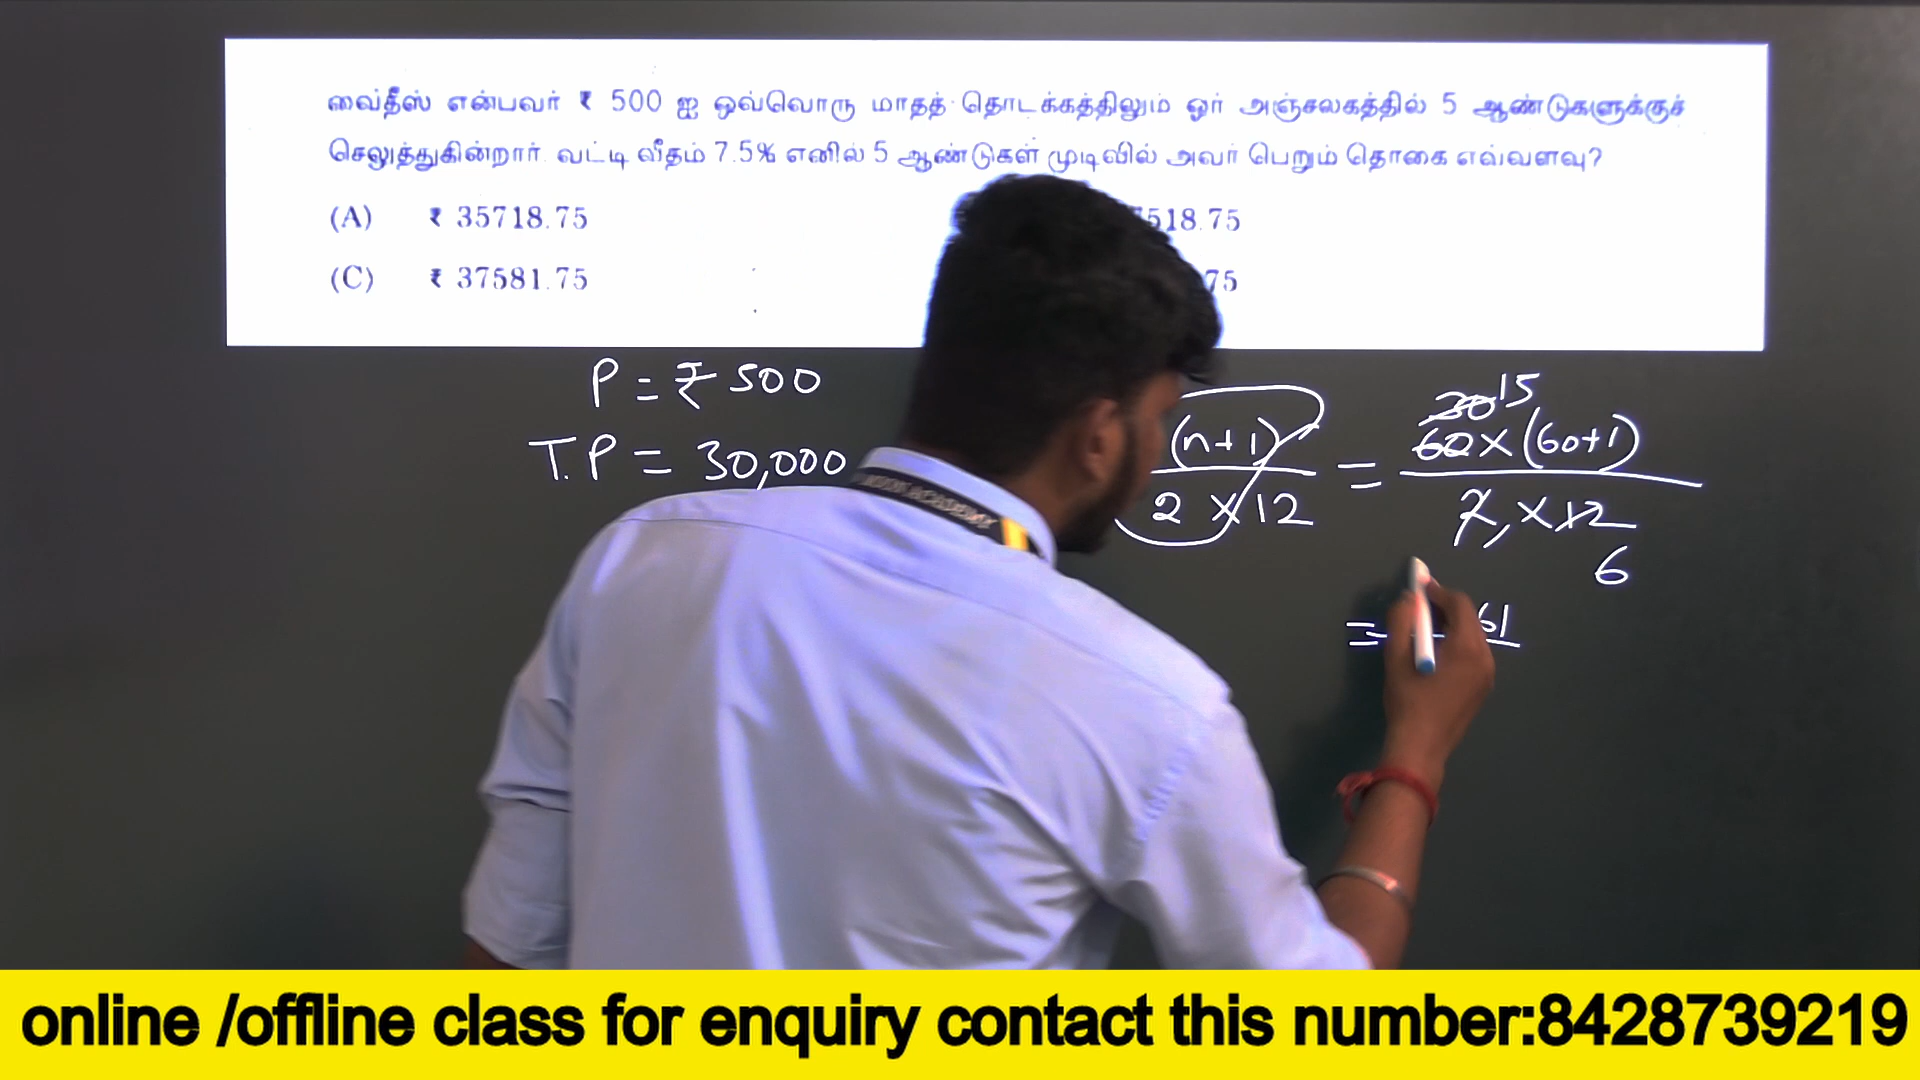 வைதீஸ் என்பவர் ₹ 500 ஐ ஒவ்வொரு மாதத் தொடக்கத்திலும் ஓர் அஞ்சலகத்தில் 5 ஆண்டுகளுக்குச்
செலுத்துகின்றார். வட்டி வீதம் 7.5% எனில் 5 ஆண்டுகள் முடிவில் அவர் பெறும் தொகை எவ்வளவு?
(A) ₹ 35718.75 518.75
(C) ₹ 37581.75 75
P = ₹ 500
T.P = 30,000
(n+1)
2 × 12
=
30 15
60 × (60+1)
2, × 12
6
= 61
ACADEMY
online /offline class for enquiry contact this number:8428739219